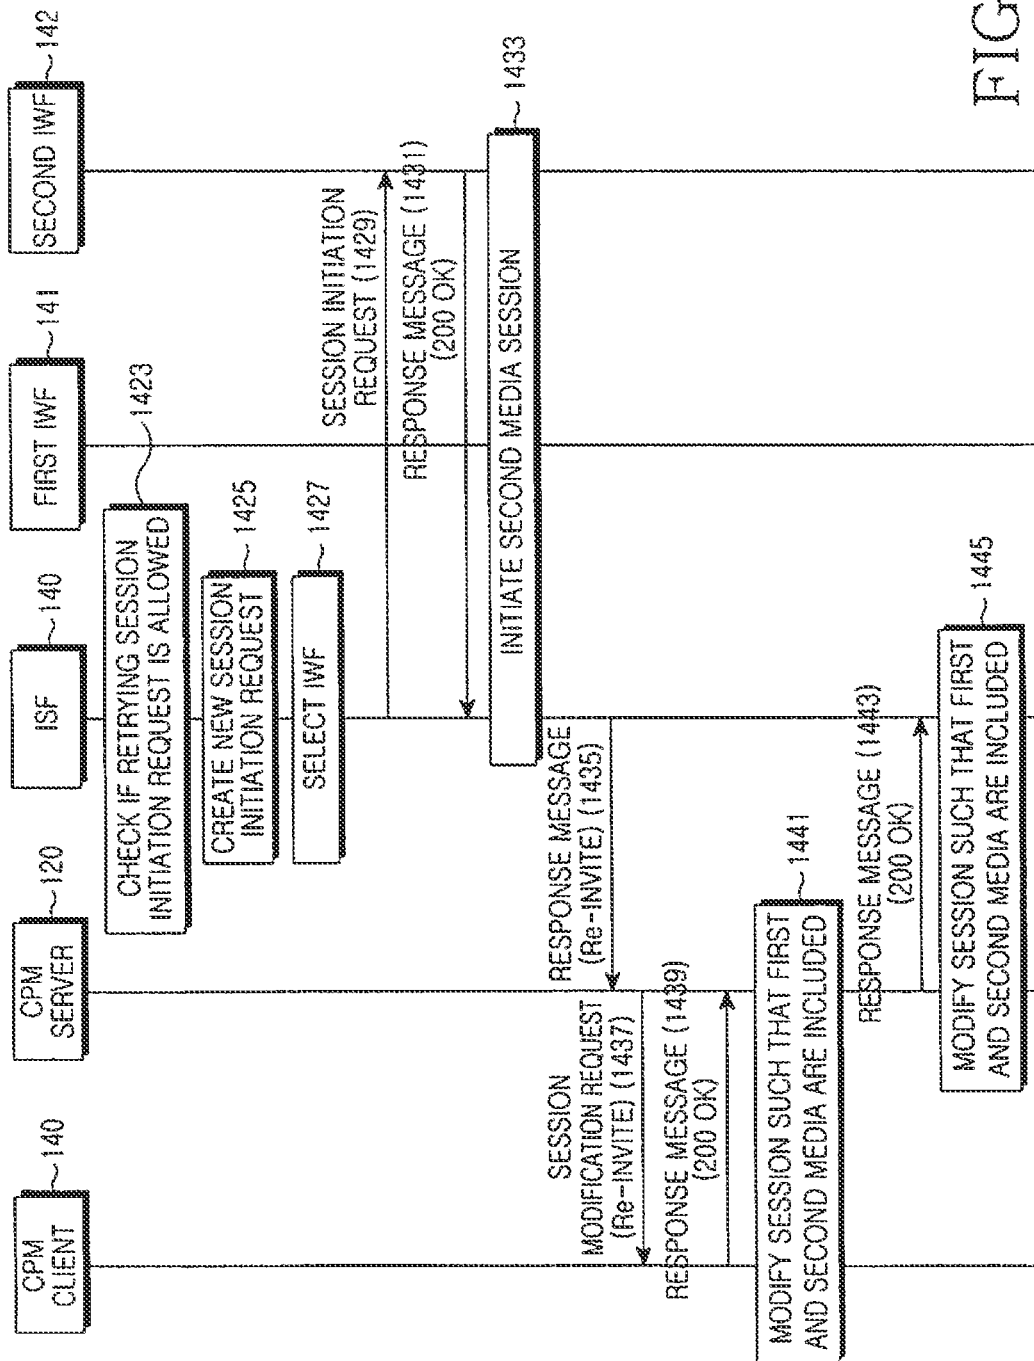 CPM
CLIENT
140
CPM
SERVER
120
ISF
140
FIRST IWF
141
SECOND IWF
142
CHECK IF RETRYING SESSION
INITIATION REQUEST IS ALLOWED
1423
CREATE NEW SESSION
INITIATION REQUEST
1425
SELECT IWF
1427
SESSION INITIATION
REQUEST (1429)
RESPONSE MESSAGE (1431)
(200 OK)
INITIATE SECOND MEDIA SESSION
1433
RESPONSE MESSAGE
(Re-INVITE) (1435)
SESSION
MODIFICATION REQUEST
(Re-INVITE) (1437)
RESPONSE MESSAGE (1439)
(200 OK)
MODIFY SESSION SUCH THAT FIRST
AND SECOND MEDIA ARE INCLUDED
1441
RESPONSE MESSAGE (1443)
(200 OK)
MODIFY SESSION SUCH THAT FIRST
AND SECOND MEDIA ARE INCLUDED
1445
FIG